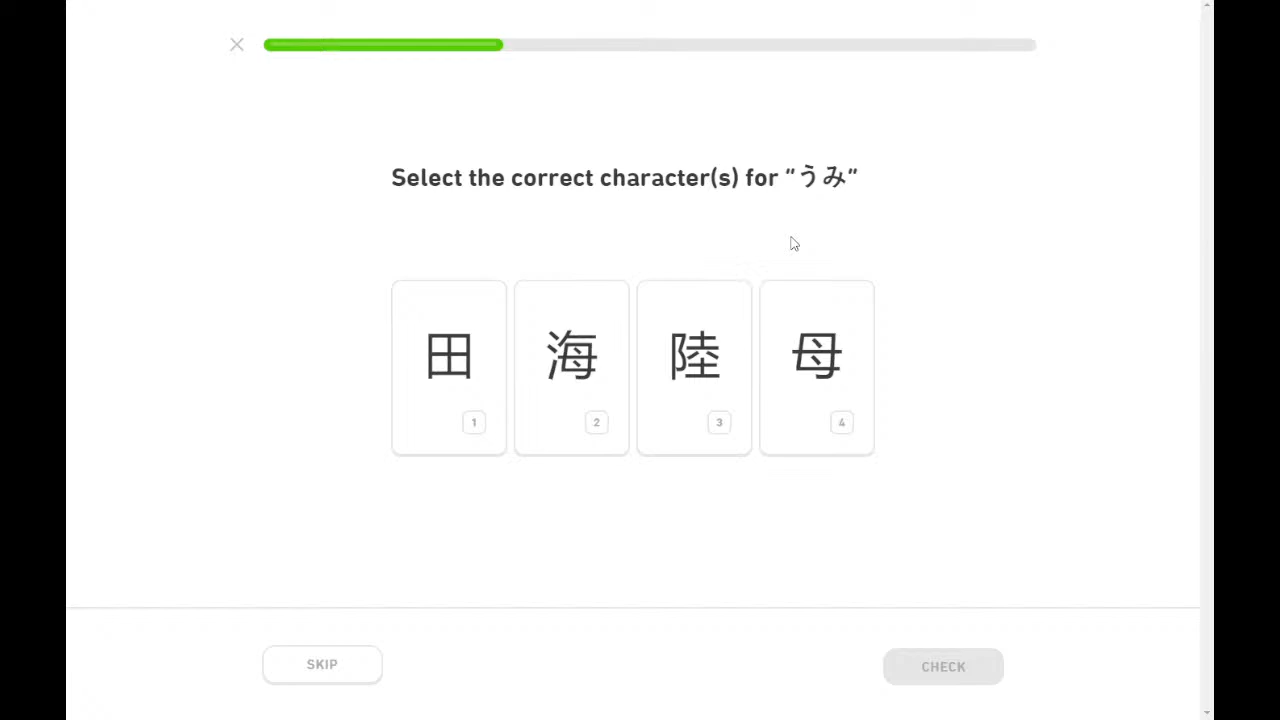 Select the correct character(s) for "うみ"
田 海 陸 母
1 2 3 4
SKIP CHECK